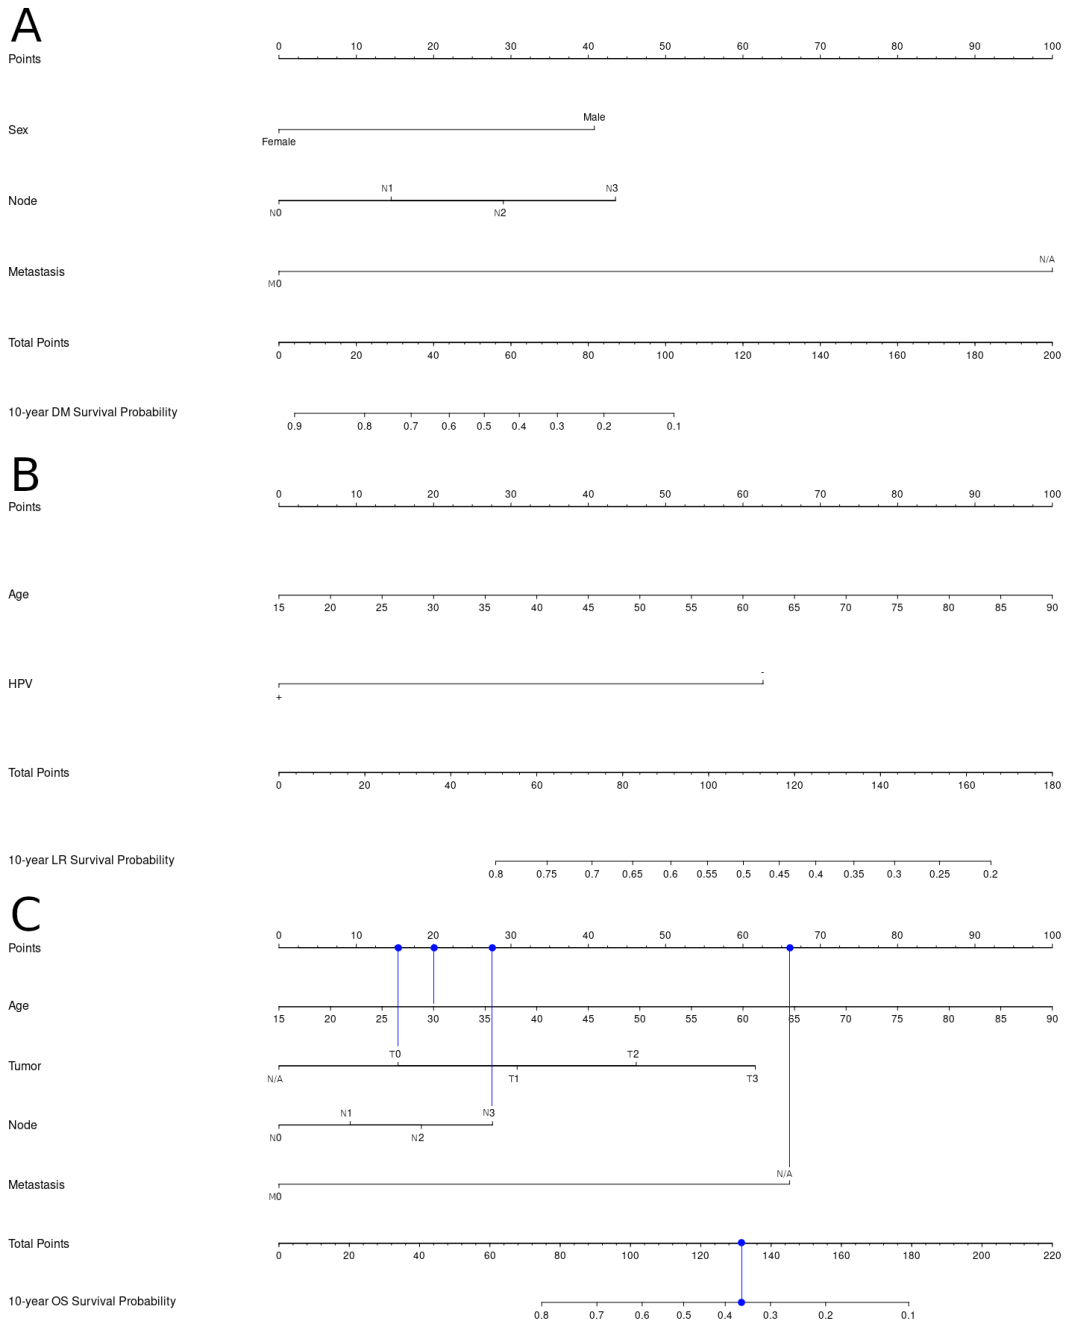 A
0 10 20 30 40 50 60 70 80 90 100
Points
Male
Sex
Female
N1 N3
Node
N0 N2
N/A
Metastasis
M0
Total Points
0 20 40 60 80 100 120 140 160 180 200
10-year DM Survival Probability
0.9 0.8 0.7 0.6 0.5 0.4 0.3 0.2 0.1
B
0 10 20 30 40 50 60 70 80 90 100
Points
Age
15 20 25 30 35 40 45 50 55 60 65 70 75 80 85 90
-
HPV
+
Total Points
0 20 40 60 80 100 120 140 160 180
10-year LR Survival Probability
0.8 0.75 0.7 0.65 0.6 0.55 0.5 0.45 0.4 0.35 0.3 0.25 0.2
C
0 10 20 30 40 50 60 70 80 90 100
Points
Age
15 20 25 30 35 40 45 50 55 60 65 70 75 80 85 90
T0 T2
Tumor
N/A T1 T3
N1 N3
Node
N0 N2
N/A
Metastasis
M0
Total Points
0 20 40 60 80 100 120 140 160 180 200 220
10-year OS Survival Probability
0.8 0.7 0.6 0.5 0.4 0.3 0.2 0.1